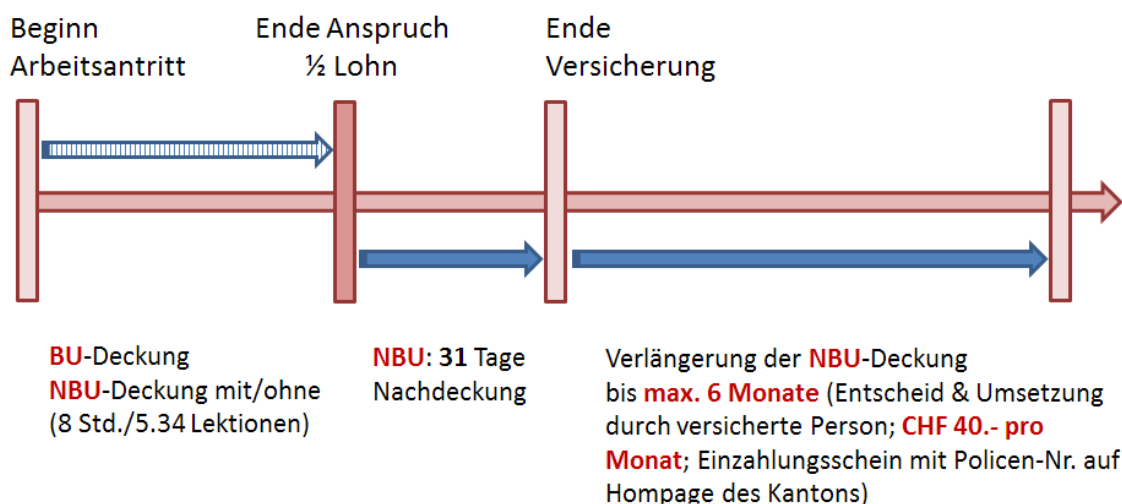 Beginn
Arbeitsantritt
Ende Anspruch
½ Lohn
Ende
Versicherung
BU-Deckung
NBU-Deckung mit/ohne
(8 Std./5.34 Lektionen)
NBU: 31 Tage
Nachdeckung
Verlängerung der NBU-Deckung
bis max. 6 Monate (Entscheid & Umsetzung
durch versicherte Person; CHF 40.- pro
Monat; Einzahlungsschein mit Policen-Nr. auf
Hompage des Kantons)